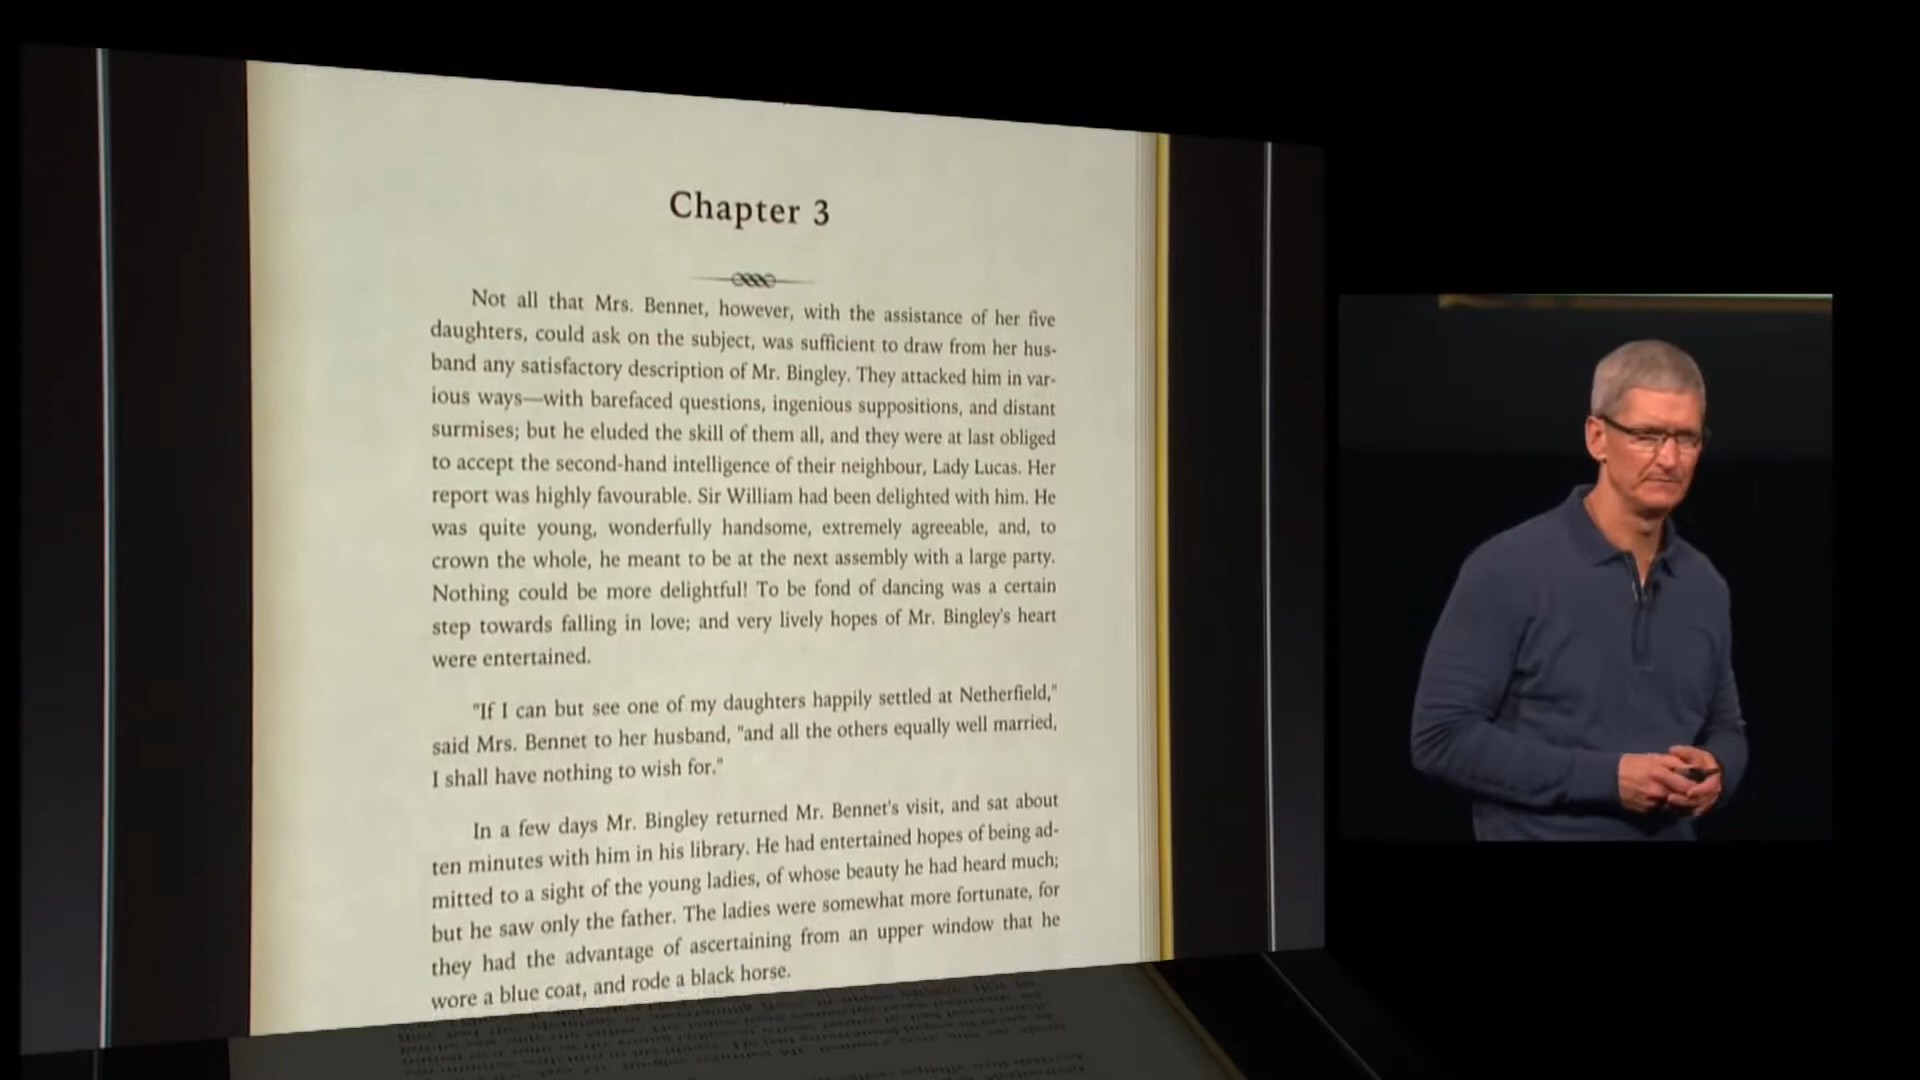 Chapter 3
Not all that Mrs. Bennet, however, with the assistance of her five
daughters, could ask on the subject, was sufficient to draw from her hus-
band any satisfactory description of Mr. Bingley. They attacked him in var-
ious ways—with barefaced questions, ingenious suppositions, and distant
surmises; but he eluded the skill of them all, and they were at last obliged
to accept the second-hand intelligence of their neighbour, Lady Lucas. Her
report was highly favourable. Sir William had been delighted with him. He
was quite young, wonderfully handsome, extremely agreeable, and, to
crown the whole, he meant to be at the next assembly with a large party.
Nothing could be more delightful! To be fond of dancing was a certain
step towards falling in love; and very lively hopes of Mr. Bingley's heart
were entertained.
"If I can but see one of my daughters happily settled at Netherfield,"
said Mrs. Bennet to her husband, "and all the others equally well married,
I shall have nothing to wish for."
In a few days Mr. Bingley returned Mr. Bennet's visit, and sat about
ten minutes with him in his library. He had entertained hopes of being ad-
mitted to a sight of the young ladies, of whose beauty he had heard much;
but he saw only the father. The ladies were somewhat more fortunate, for
they had the advantage of ascertaining from an upper window that he
wore a blue coat, and rode a black horse.